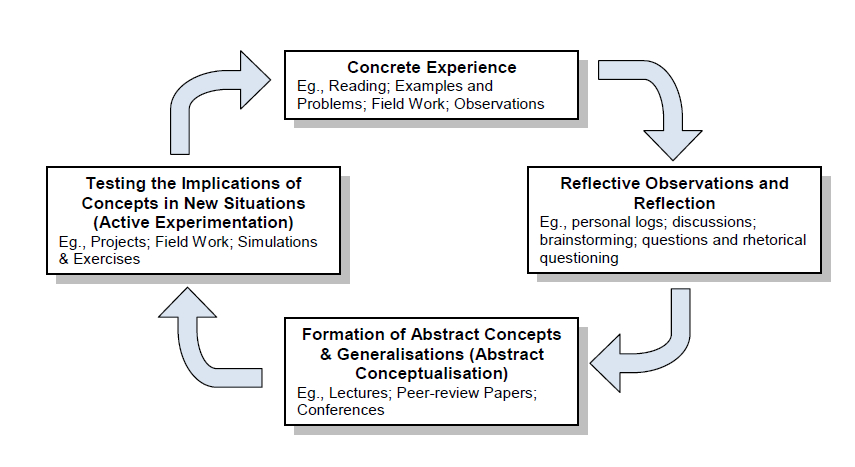 Concrete Experience
Eg., Reading; Examples and
Problems; Field Work; Observations
Reflective Observations and
Reflection
Eg., personal logs; discussions;
brainstorming; questions and rhetorical
questioning
Formation of Abstract Concepts
& Generalisations (Abstract
Conceptualisation)
Eg., Lectures; Peer-review Papers;
Conferences
Testing the Implications of
Concepts in New Situations
(Active Experimentation)
Eg., Projects; Field Work; Simulations
& Exercises